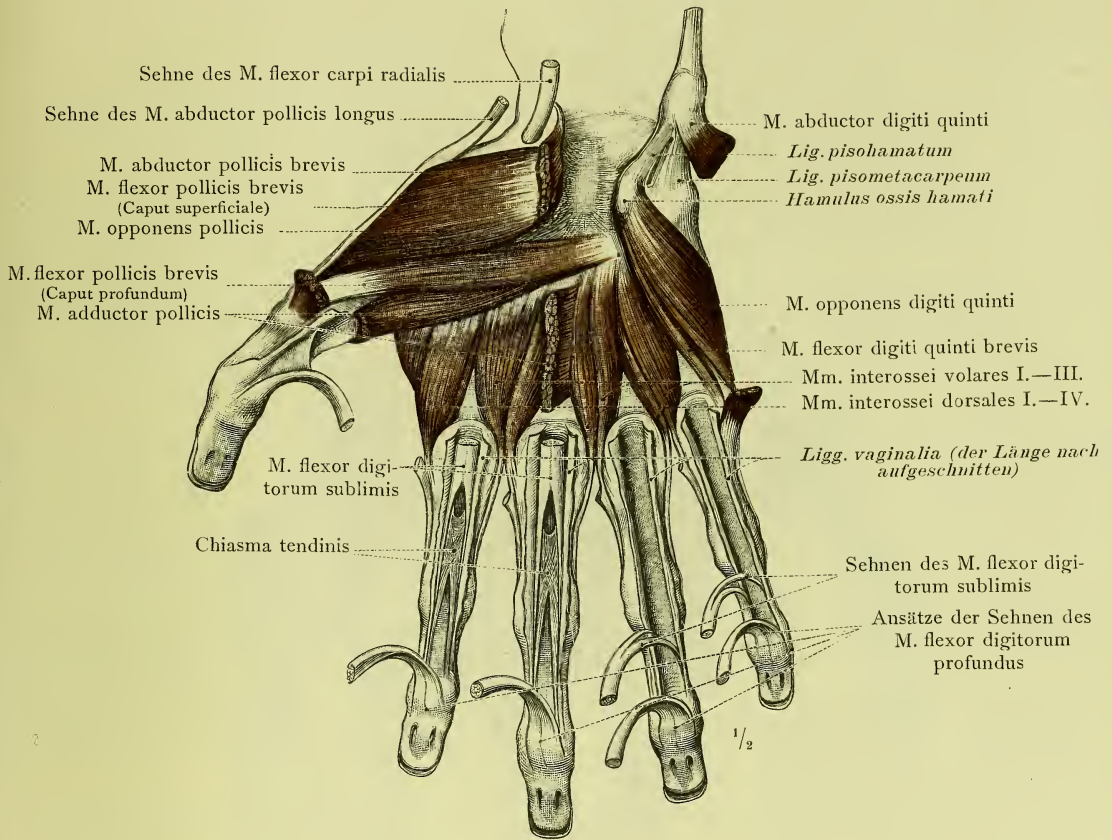 Sehne des M. flexor carpi radialis
Sehne des M. abductor pollicis longus
M. abductor pollicis brevis
M. flexor pollicis brevis
(Caput superficiale)
M. opponens pollicis
M. flexor pollicis brevis
(Caput profundum)
M. adductor pollicis
M. flexor digi-
torum sublimis
Chiasma tendinis
M. abductor digiti quinti
Lig. pisohamatum
Lig. pisometacarpeum
Hamulus ossis hamati
M. opponens digiti quinti
M. flexor digiti quinti brevis
Mm. interossei volares I.—III.
Mm. interossei dorsales I.—IV.
Ligg. vaginalia (der Länge nach
aufgeschnitten)
Sehnen des M. flexor digi-
torum sublimis
Ansätze der Sehnen des
M. flexor digitorum
profundus
1/2